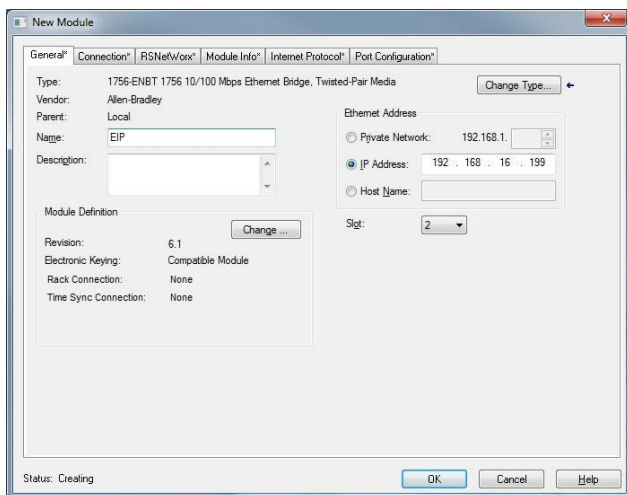 New Module
General* Connection* RSNetWorx* Module Info* Internet Protocol* Port Configuration*
Type: 1756-ENBT 1756 10/100 Mbps Ethernet Bridge, Twisted-Pair Media
Change Type...
Vendor: Allen-Bradley
Parent: Local
Name: EIP
Description:
Ethernet Address
Private Network: 192.168.1.
IP Address: 192 . 168 . 16 . 199
Host Name:
Slot: 2
Module Definition
Change ...
Revision: 6.1
Electronic Keying: Compatible Module
Rack Connection: None
Time Sync Connection: None
Status: Creating
OK Cancel Help